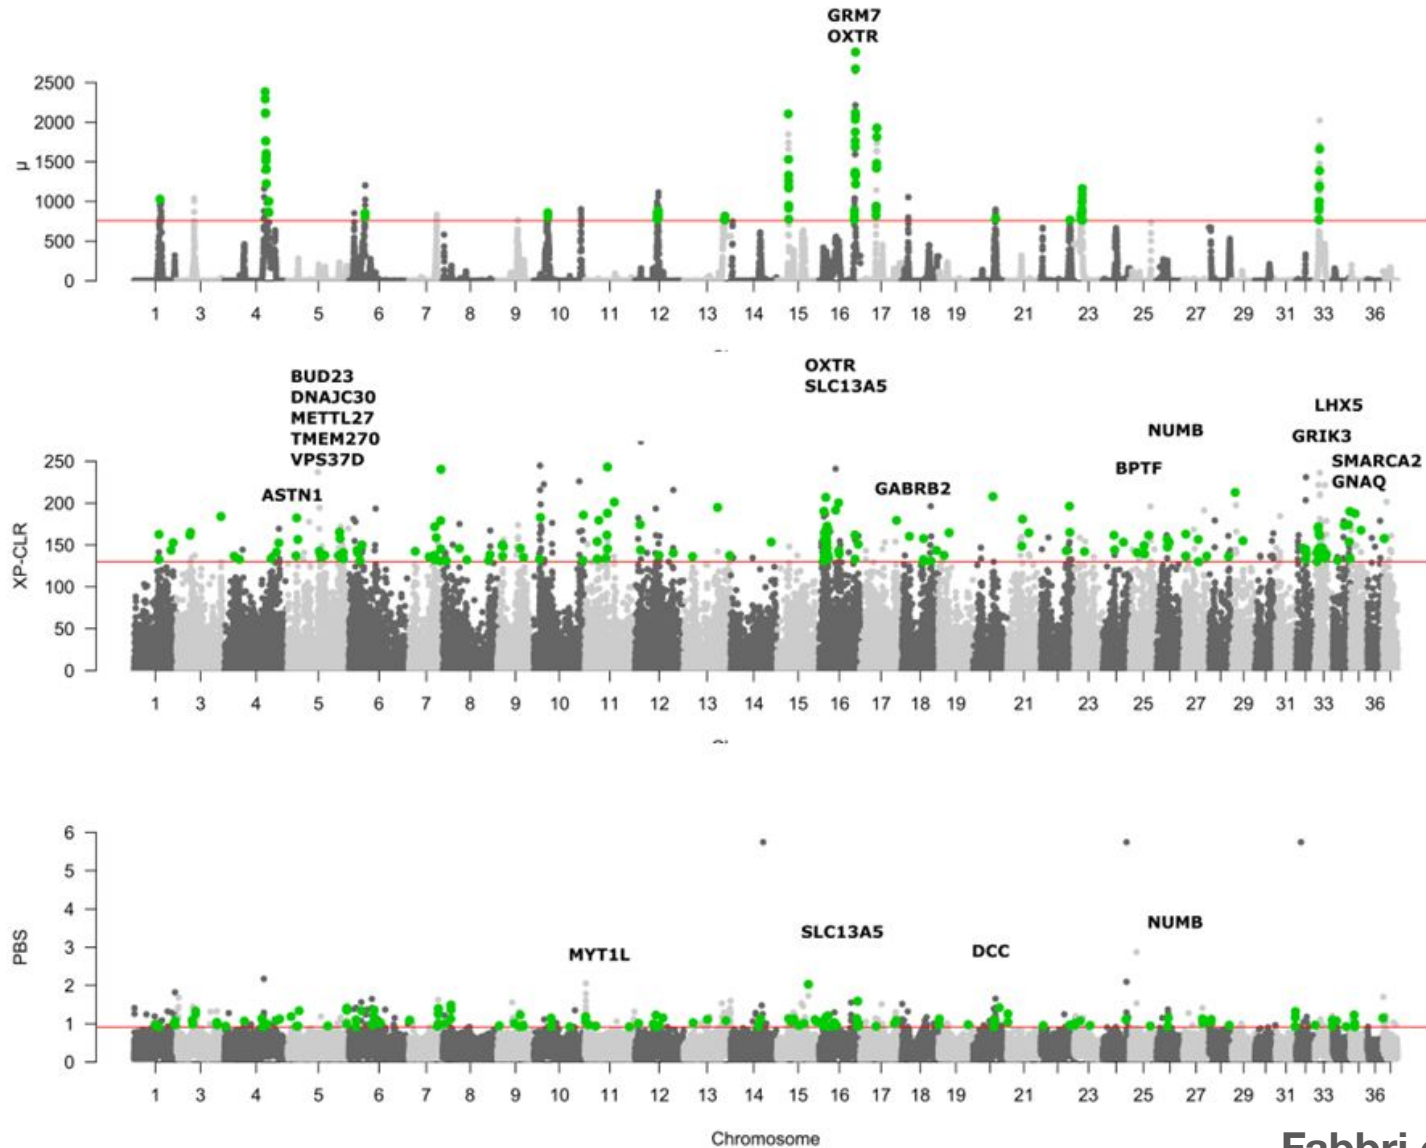 GRM7
OXTR
2500
2000
1500
1000
500
0
μ
1 3 4 5 6 7 8 9 10 11 12 13 14 15 16 17 18 19 21 23 24 25 27 29 31 33 36
BUD23
DNAJC30
METTL27
TMEM270
VPS37D
ASTN1
OXTR
SLC13A5
GABRB2
NUMB
BPTF
LHX5
GRIK3
SMARCA2
GNAQ
250
200
150
100
50
0
XP-CLR
1 3 4 5 6 7 8 9 10 11 12 13 14 15 16 17 18 19 21 23 24 25 27 29 31 33 36
6
5
4
3
2
1
0
PBS
MYT1L
SLC13A5
DCC
NUMB
1 3 4 5 6 7 8 9 10 11 12 13 14 15 16 17 18 19 21 23 24 25 27 29 31 33 36
Chromosome